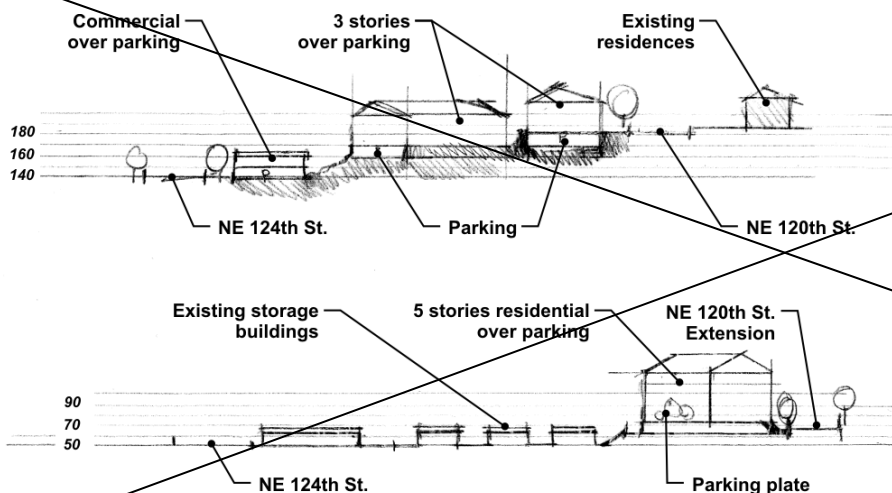 Commercial
over parking
3 stories
over parking
Existing
residences
180
160
140
NE 124th St.
Parking
NE 120th St.
Existing storage
buildings
5 stories residential
over parking
NE 120th St.
Extension
90
70
50
NE 124th St.
Parking plate